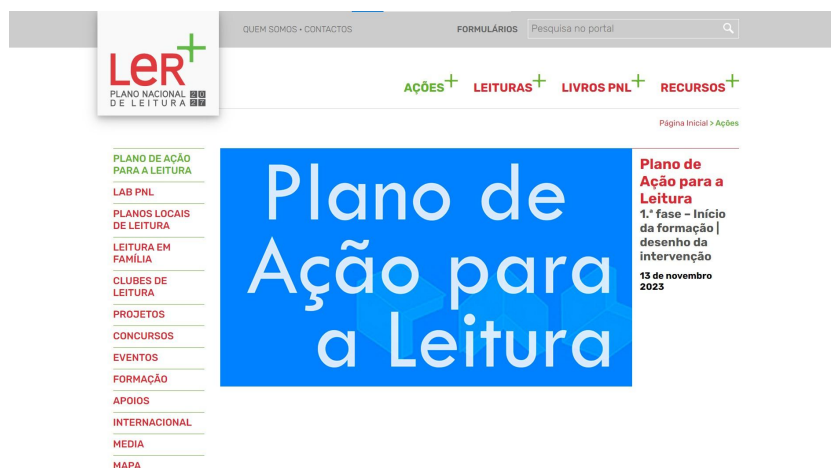 QUEM SOMOS • CONTACTOS
FORMULÁRIOS
Pesquisa no portal
LeR+
PLANO NACIONAL 20
DE LEITURA 27
AÇÕES+
LEITURAS+
LIVROS PNL+
RECURSOS+
Página Inicial > Ações
PLANO DE AÇÃO
PARA A LEITURA
LAB PNL
PLANOS LOCAIS
DE LEITURA
LEITURA EM
FAMÍLIA
CLUBES DE
LEITURA
PROJETOS
CONCURSOS
EVENTOS
FORMAÇÃO
APOIOS
INTERNACIONAL
MEDIA
MAPA
Plano de
Ação para
a Leitura
Plano de
Ação para a
Leitura
1.ª fase – Início
da formação |
desenho da
intervenção
13 de novembro
2023